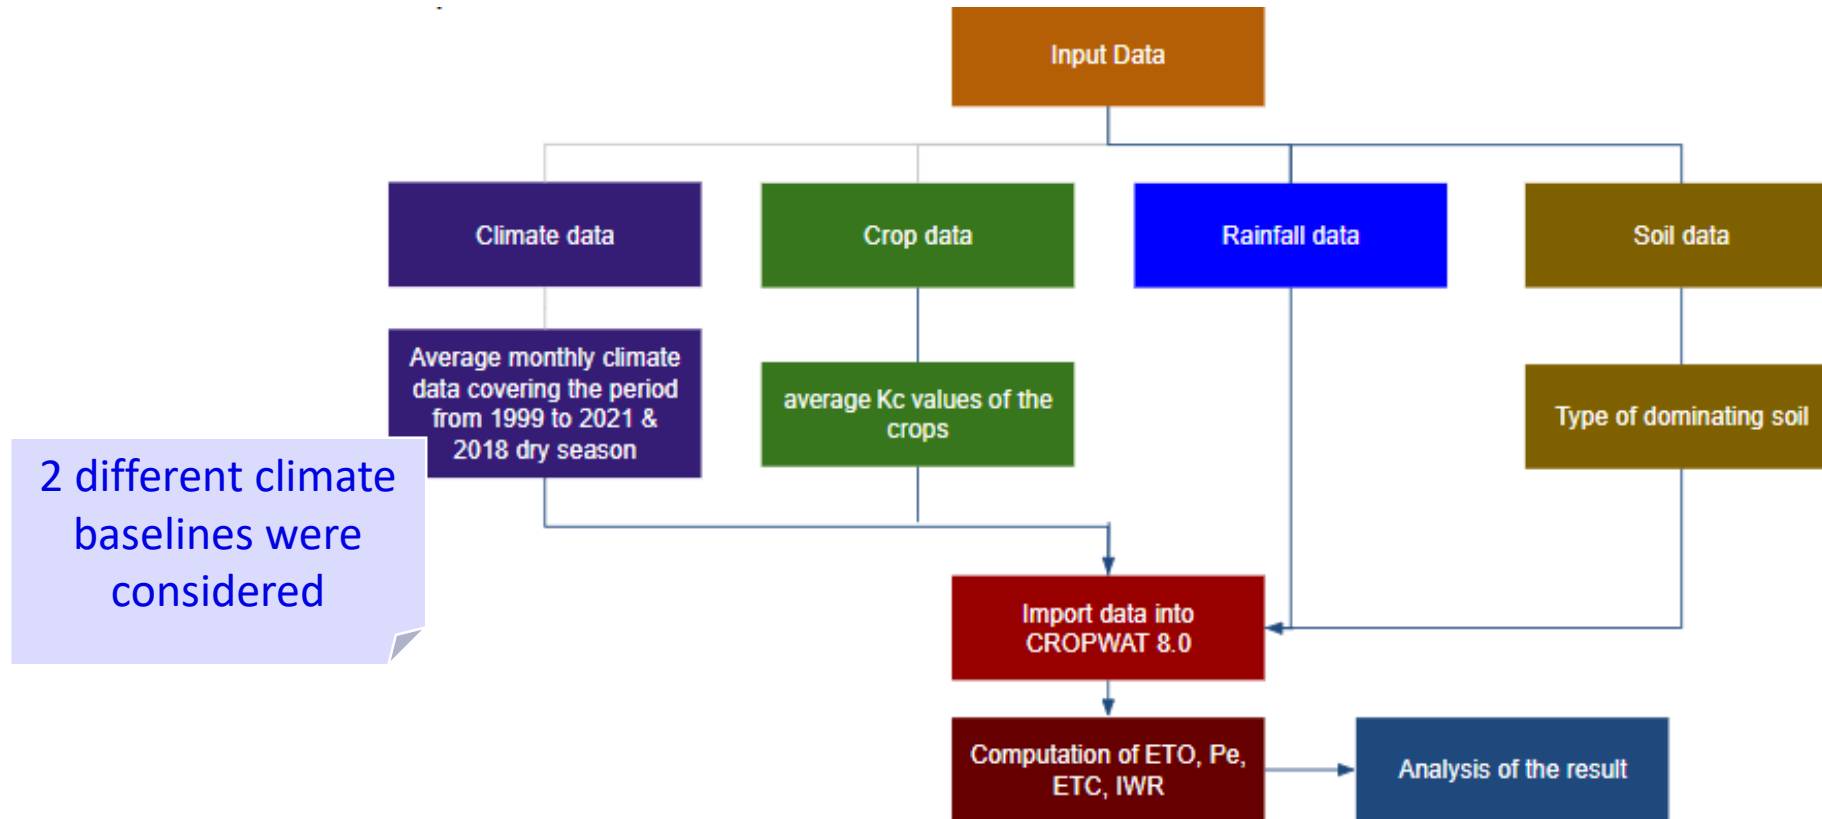 Input Data
Climate data
Crop data
Rainfall data
Soil data
Average monthly climate
data covering the period
from 1999 to 2021 &
2018 dry season
average Kc values of the
crops
Type of dominating soil
2 different climate
baselines were
considered
Import data into
CROPWAT 8.0
Computation of ETO, Pe,
ETC, IWR
Analysis of the result